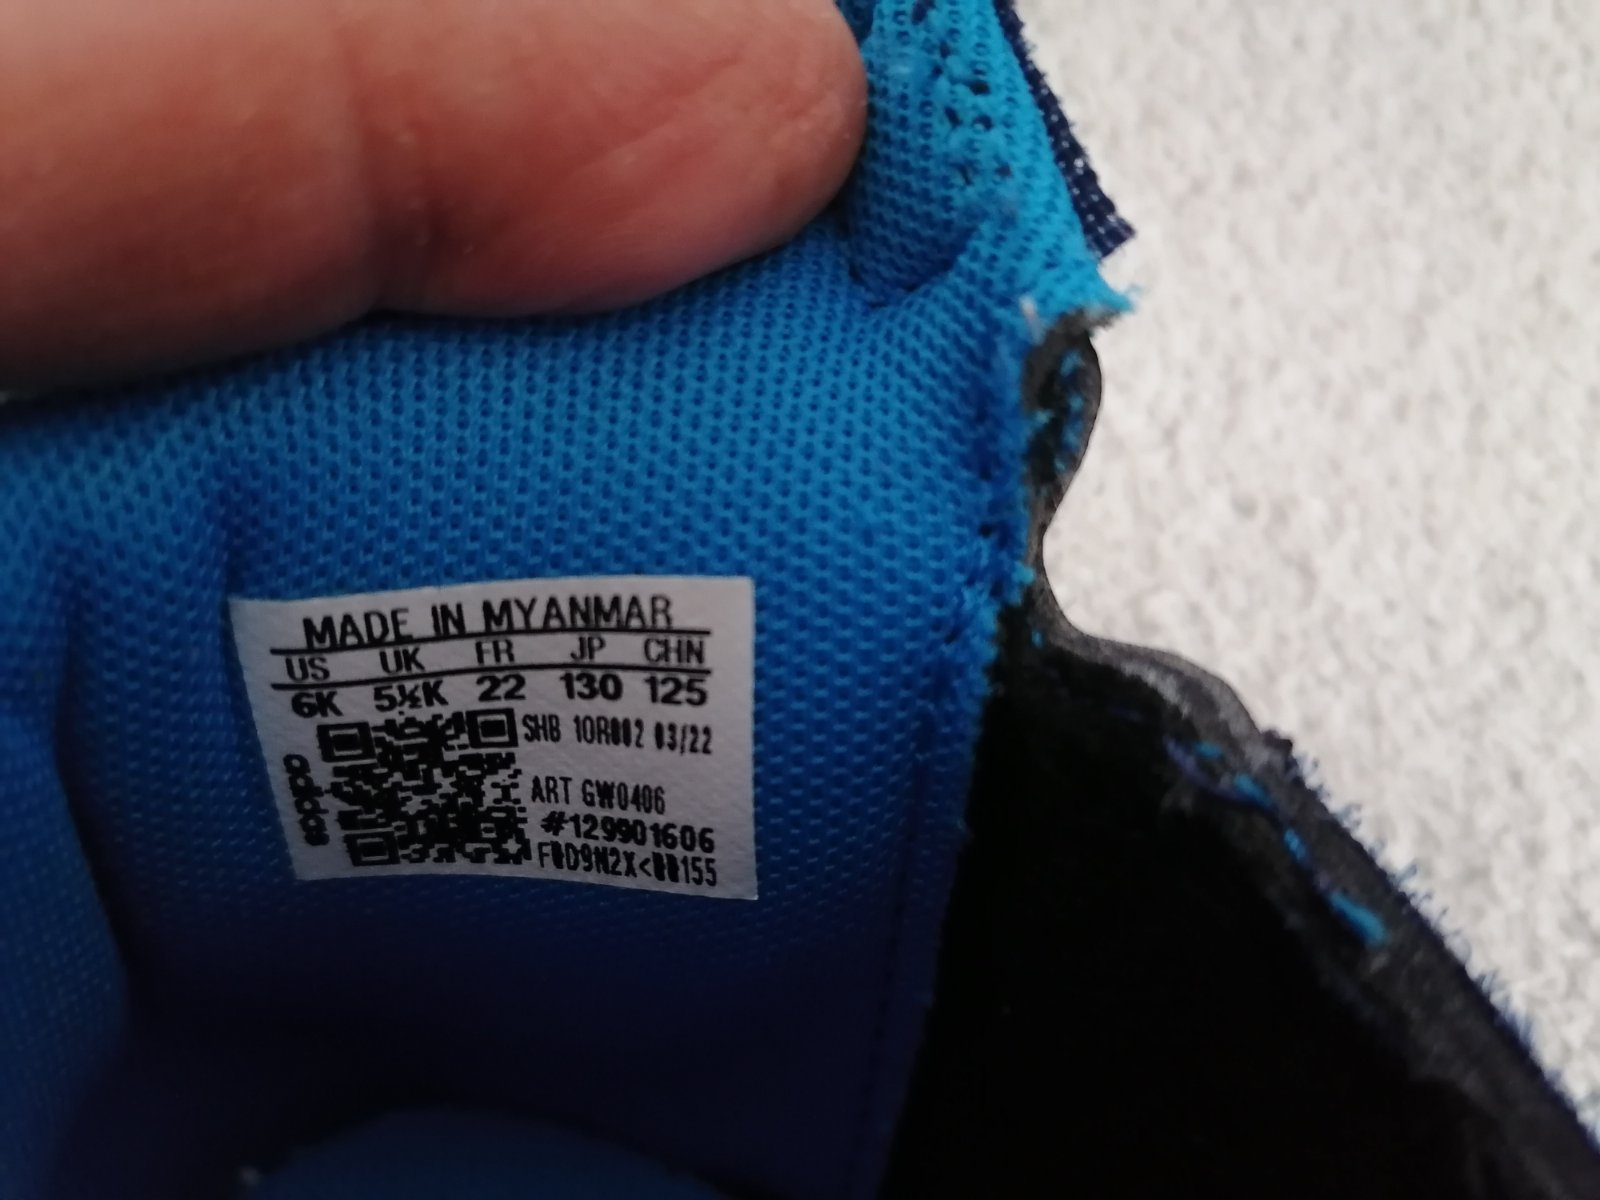 MADE IN MYANMAR
US UK FR JP CHN
6K 5½K 22 130 125
SHB 10R002 03/22
adidas
ART GW0406
#129901606
F0D9N2X<00155